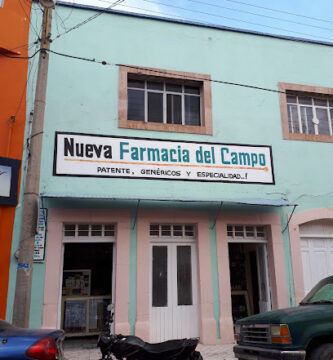 Nueva Farmacia del Campo
PATENTE, GENÉRICOS Y ESPECIALIDAD..!